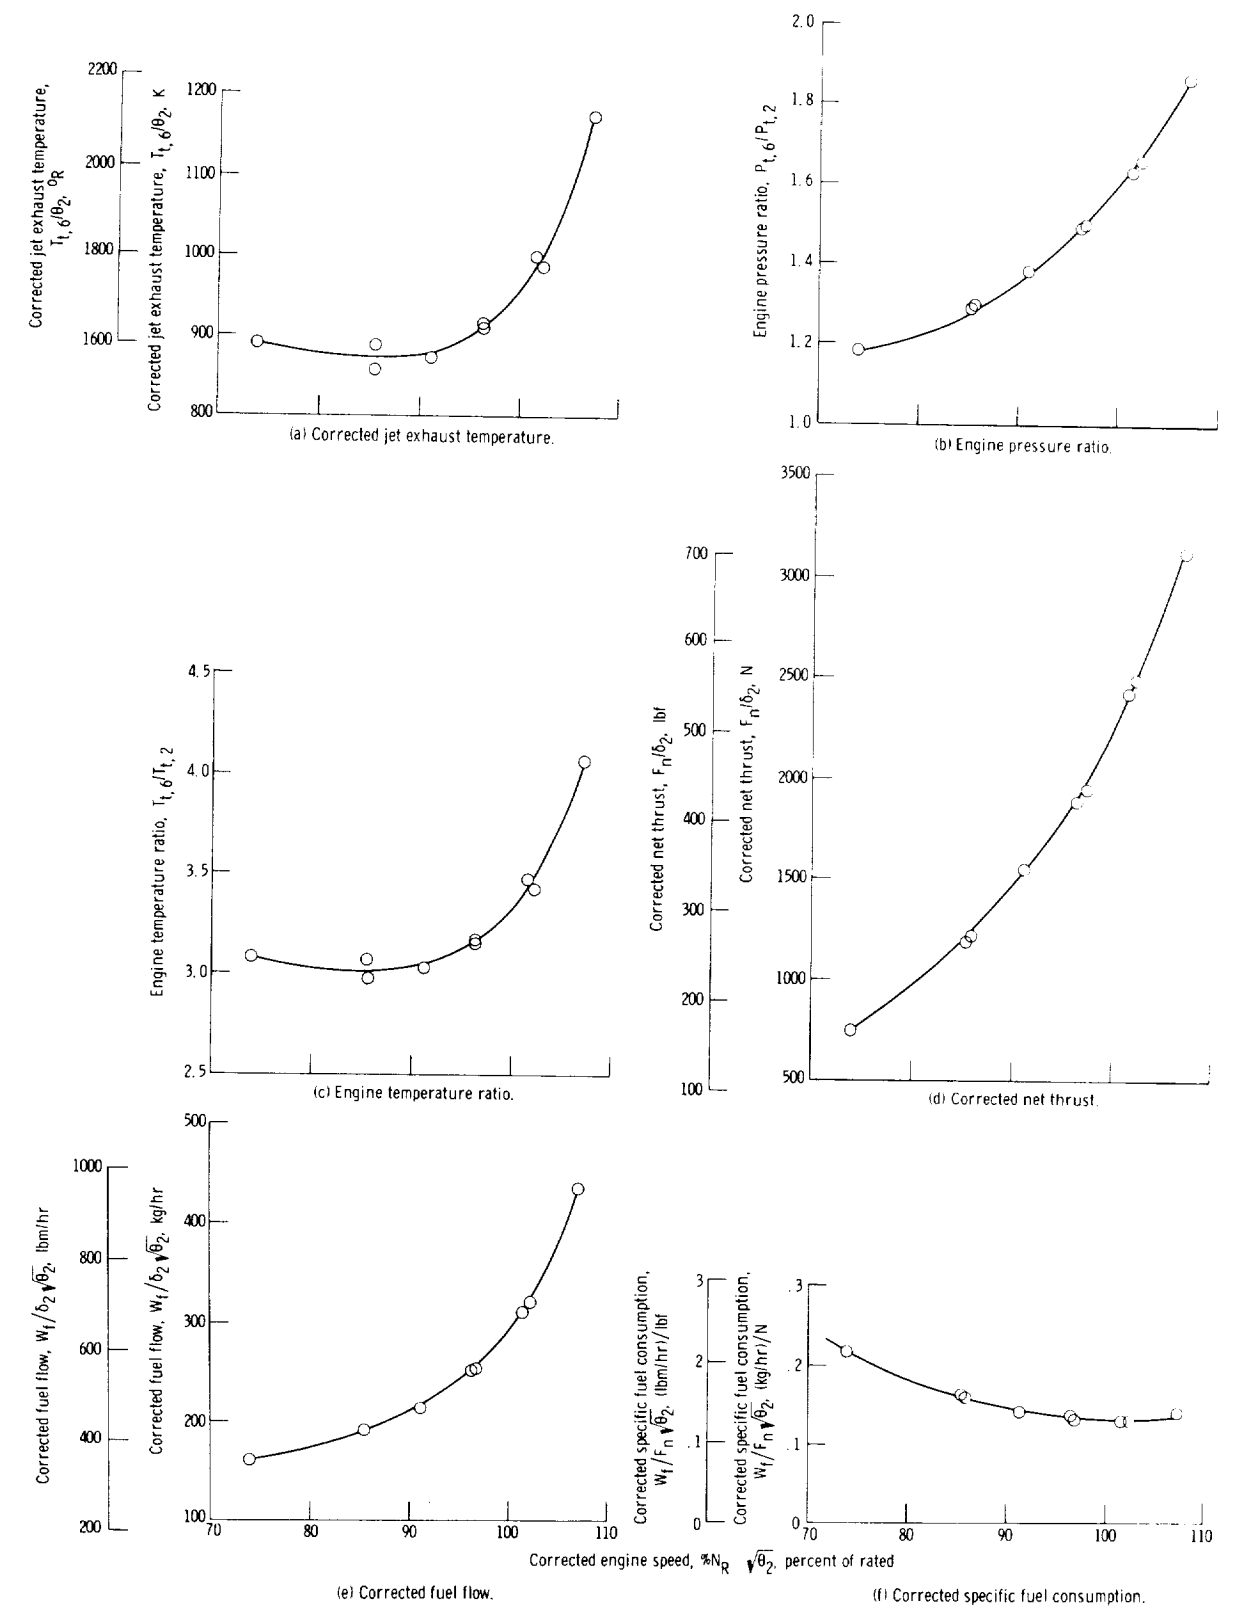 Corrected jet exhaust temperature,
T_t,6/θ_2, °R
2200
2000
1800
1600
Corrected jet exhaust temperature, T_t,6/θ_2, K
1200
1100
1000
900
800
(a) Corrected jet exhaust temperature.
Engine pressure ratio, P_t,6/P_t,2
2.0
1.8
1.6
1.4
1.2
1.0
(b) Engine pressure ratio.
Engine temperature ratio, T_t,6/T_t,2
4.5
4.0
3.5
3.0
2.5
(c) Engine temperature ratio.
Corrected net thrust, F_n/δ_2, lbf
700
600
500
400
300
200
100
Corrected net thrust, F_n/δ_2, N
3500
3000
2500
2000
1500
1000
500
(d) Corrected net thrust.
Corrected fuel flow, W_f/δ_2 √θ_2, lbm/hr
1000
800
600
400
200
Corrected fuel flow, W_f/δ_2 √θ_2, kg/hr
500
400
300
200
100
70 80 90 100 110
Corrected specific fuel consumption,
W_f/F_n √θ_2, (lbm/hr)/lbf
3
2
.1
0
Corrected specific fuel consumption,
W_f/F_n √θ_2, (kg/hr)/N
.3
.2
.1
0
70 80 90 100 110
Corrected engine speed, %N_R √θ_2, percent of rated
(e) Corrected fuel flow.
(f) Corrected specific fuel consumption.